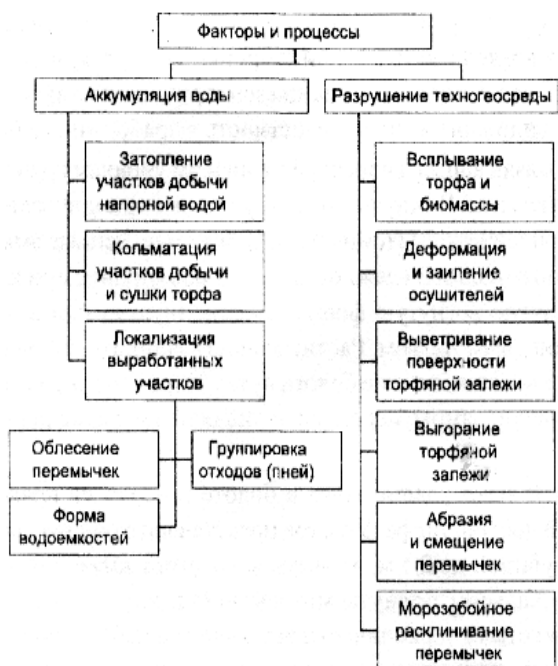 Факторы и процессы
Аккумуляция воды
Затопление
участков добычи
напорной водой
Кольматация
участков добычи
и сушки торфа
Локализация
выработанных
участков
Облесение
перемычек
Группировка
отходов (пней)
Форма
водоемкостей
Разрушение техногеосреды
Всплывание
торфа и
биомассы
Деформация
и заиление
осушителей
Выветривание
поверхности
торфяной залежи
Выгорание
торфяной
залежи
Абразия
и смещение
перемычек
Морозобойное
расклинивание
перемычек